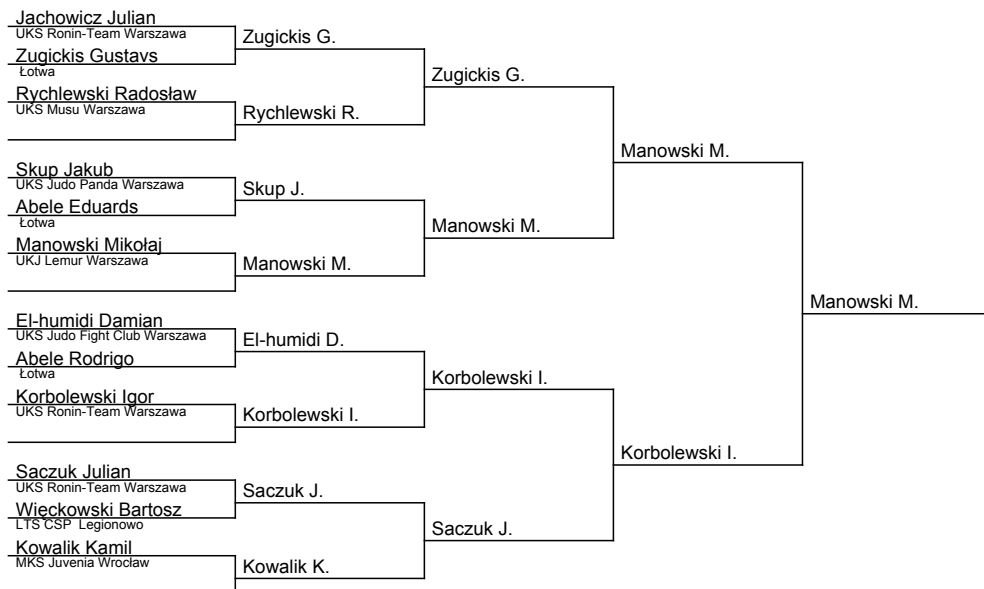 Jachowicz Julian
UKS Ronin-Team Warszawa
Zugickis G.
Zugickis Gustavs
Łotwa
Zugickis G.
Rychlewski Radosław
UKS Musu Warszawa
Rychlewski R.
Manowski M.
Skup Jakub
UKS Judo Panda Warszawa
Skup J.
Abele Eduards
Łotwa
Manowski M.
Manowski Mikołaj
UKJ Lemur Warszawa
Manowski M.
Manowski M.
El-humidi Damian
UKS Judo Fight Club Warszawa
El-humidi D.
Abele Rodrigo
Łotwa
Korbolewski I.
Korbolewski Igor
UKS Ronin-Team Warszawa
Korbolewski I.
Korbolewski I.
Saczuk Julian
UKS Ronin-Team Warszawa
Saczuk J.
Więckowski Bartosz
LTS CSP Legionowo
Saczuk J.
Kowalik Kamil
MKS Juvenia Wrocław
Kowalik K.